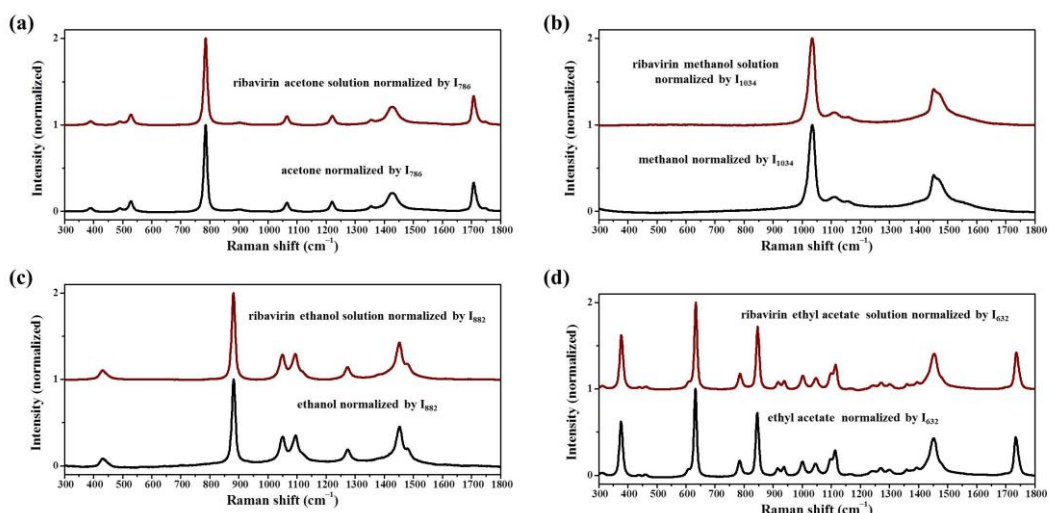 (a)
Intensity (normalized)
2
1
0
ribavirin acetone solution normalized by I786
acetone normalized by I786
300 400 500 600 700 800 900 1000 1100 1200 1300 1400 1500 1600 1700 1800
Raman shift (cm⁻¹)
(b)
Intensity (normalized)
2
1
0
ribavirin methanol solution
normalized by I1034
methanol normalized by I1034
300 400 500 600 700 800 900 1000 1100 1200 1300 1400 1500 1600 1700 1800
Raman shift (cm⁻¹)
(c)
Intensity (normalized)
2
1
0
ribavirin ethanol solution normalized by I882
ethanol normalized by I882
300 400 500 600 700 800 900 1000 1100 1200 1300 1400 1500 1600 1700 1800
Raman shift (cm⁻¹)
(d)
Intensity (normalized)
2
1
0
ribavirin ethyl acetate solution normalized by I632
ethyl acetate normalized by I632
300 400 500 600 700 800 900 1000 1100 1200 1300 1400 1500 1600 1700 1800
Raman shift (cm⁻¹)